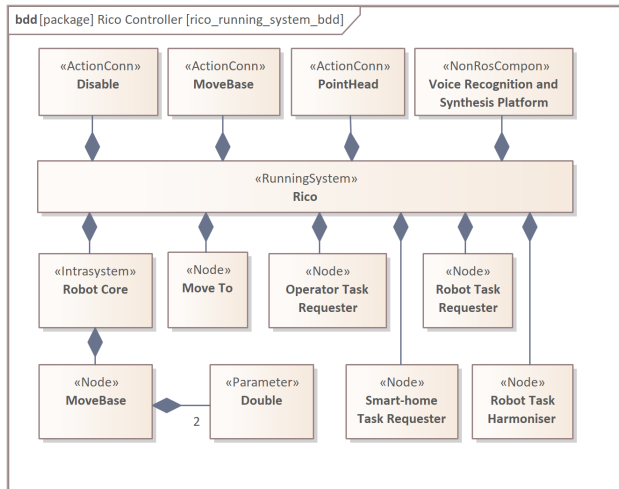 bdd [package] Rico Controller [rico_running_system_bdd]
«ActionConn»
Disable
«ActionConn»
MoveBase
«ActionConn»
PointHead
«NonRosCompon»
Voice Recognition and
Synthesis Platform
«RunningSystem»
Rico
«Intrasystem»
Robot Core
«Node»
Move To
«Node»
Operator Task
Requester
«Node»
Robot Task
Requester
«Node»
MoveBase
2
«Parameter»
Double
«Node»
Smart-home
Task Requester
«Node»
Robot Task
Harmoniser